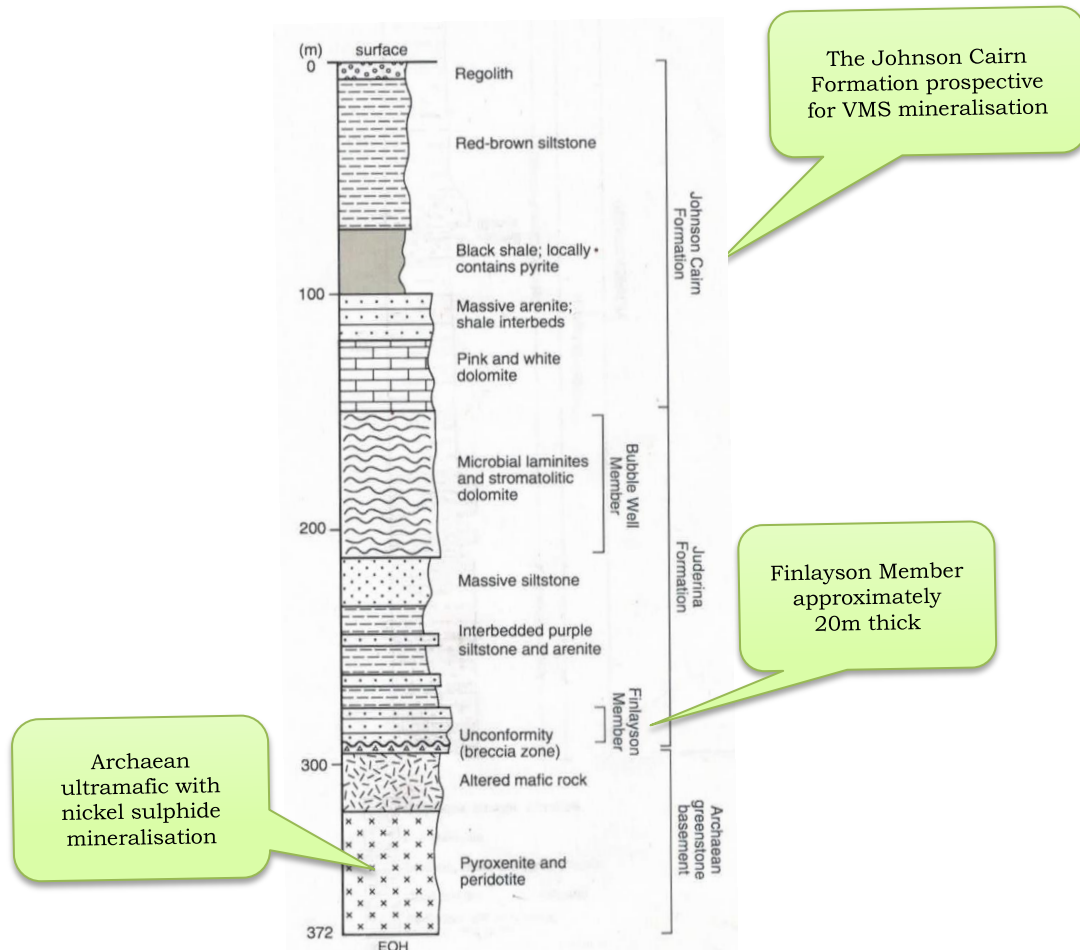 (m)
surface
0
Regolith
Red-brown siltstone
Black shale; locally
contains pyrite
100
Massive arenite;
shale interbeds
Pink and white
dolomite
Microbial laminites
and stromatolitic
dolomite
200
Massive siltstone
Interbedded purple
siltstone and arenite
Unconformity
(breccia zone)
300
Altered mafic rock
Pyroxenite and
peridotite
372
EOH
Johnson Cairn
Formation
Bubble Well
Member
Juderina
Formation
Finlayson
Member
Archaean
greenstone
basement
The Johnson Cairn
Formation prospective
for VMS mineralisation
Finlayson Member
approximately
20m thick
Archaean
ultramafic with
nickel sulphide
mineralisation